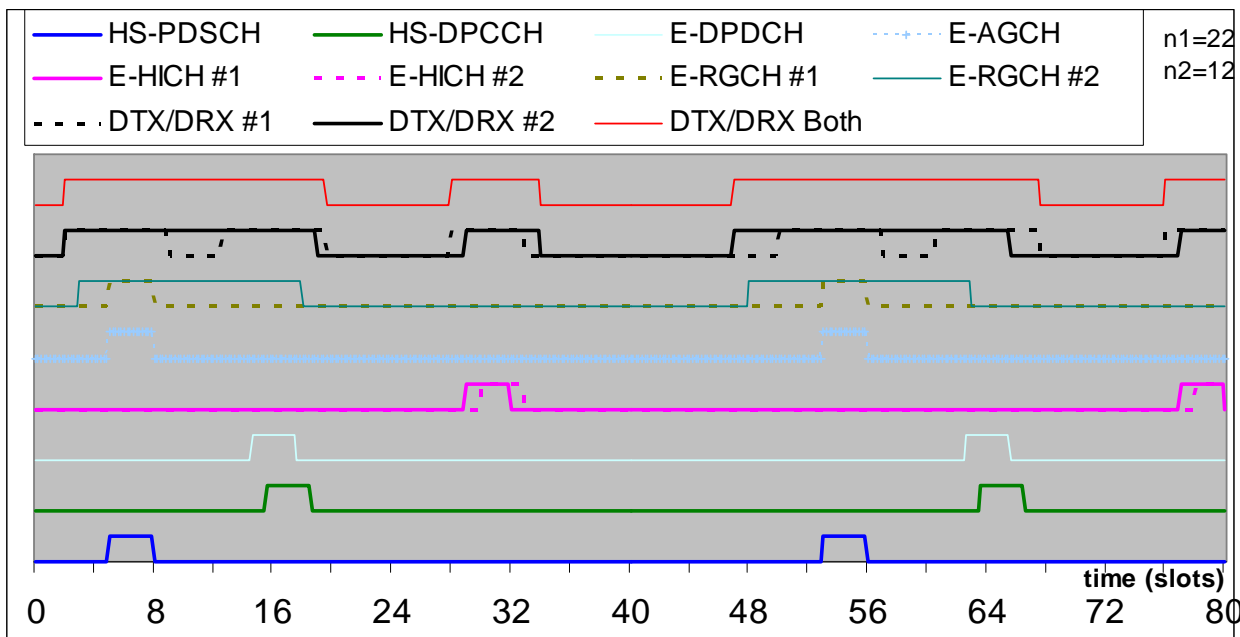 HS-PDSCH HS-DPCCH E-DPDCH E-AGCH
E-HICH #1 E-HICH #2 E-RGCH #1 E-RGCH #2
DTX/DRX #1 DTX/DRX #2 DTX/DRX Both
n1=22
n2=12
time (slots)
0 8 16 24 32 40 48 56 64 72 80